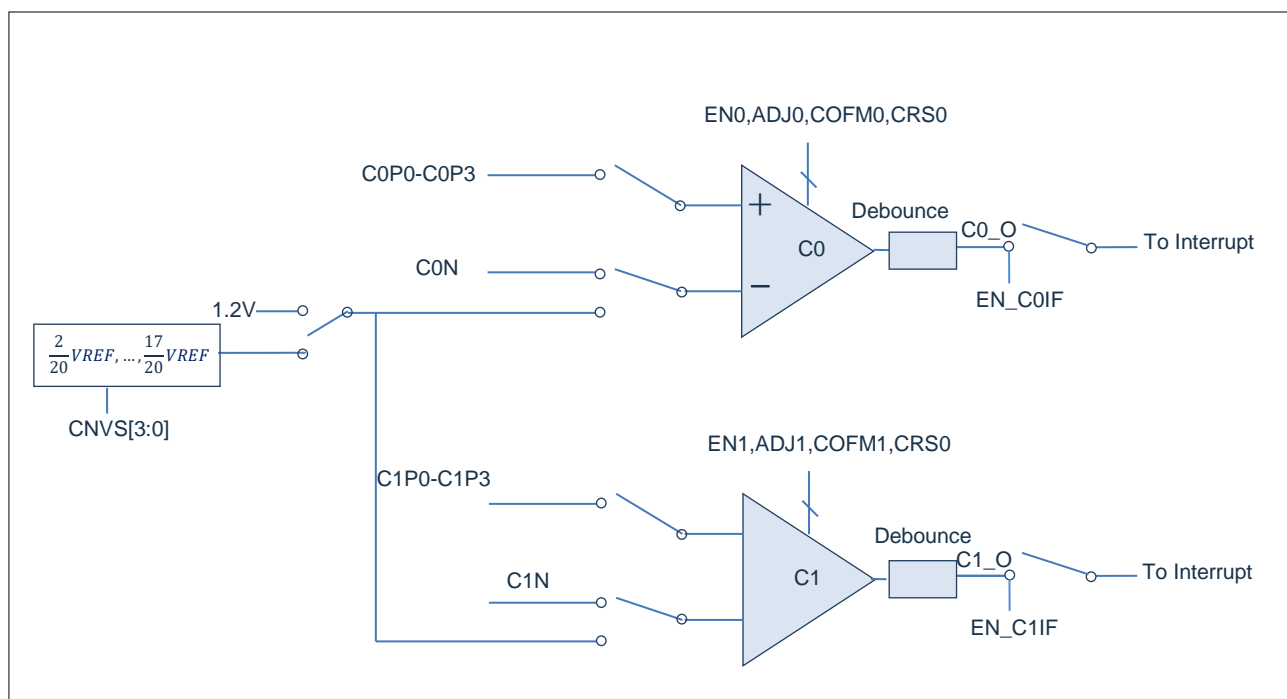 EN0,ADJ0,COFM0,CRS0
C0P0-C0P3
+
Debounce
C0
C0_O
To Interrupt
C0N
−
EN_C0IF
1.2V
2/20 VREF, ..., 17/20 VREF
CNVS[3:0]
EN1,ADJ1,COFM1,CRS0
C1P0-C1P3
Debounce
C1
C1_O
To Interrupt
C1N
EN_C1IF